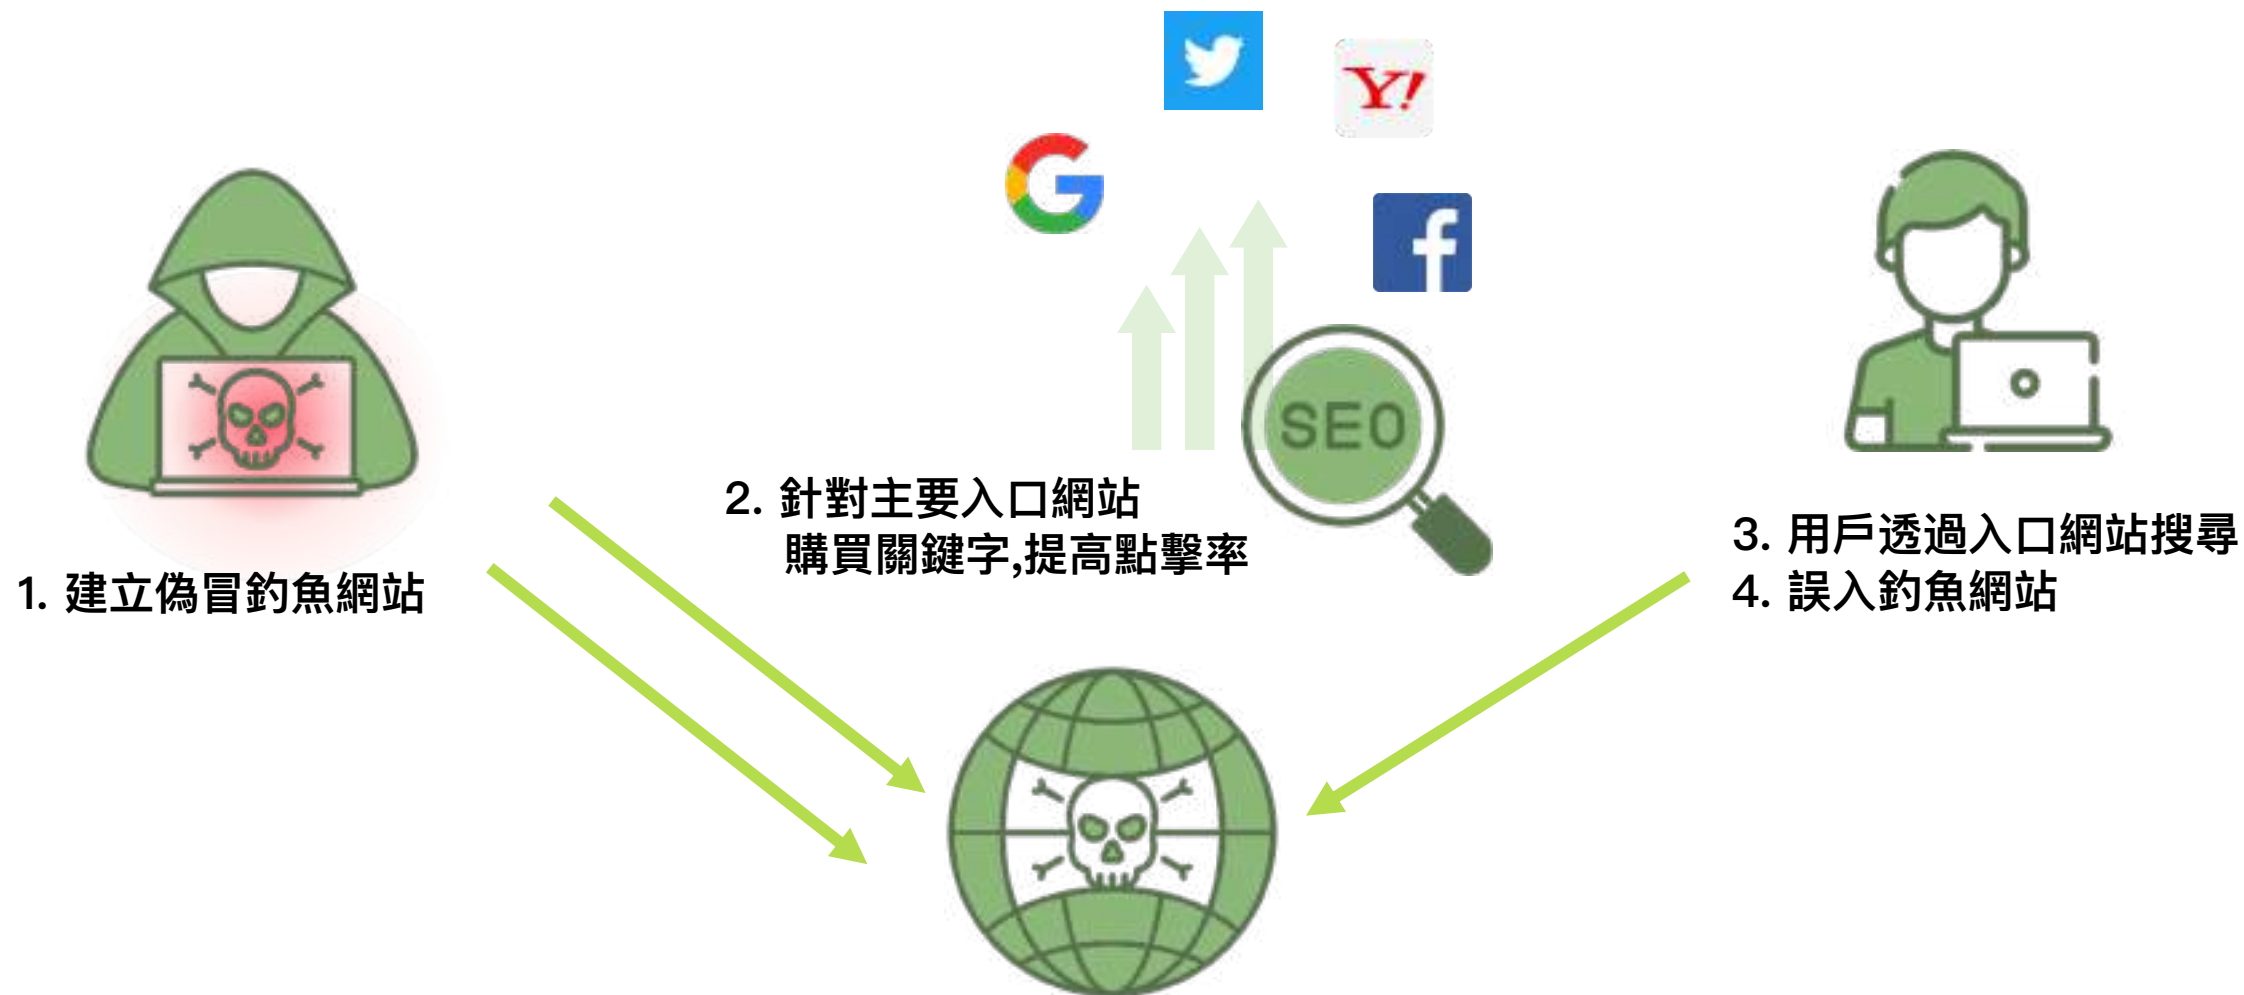 Y!
SEO
1. 建立偽冒釣魚網站
2. 針對主要入口網站
購買關鍵字,提高點擊率
3. 用戶透過入口網站搜尋
4. 誤入釣魚網站